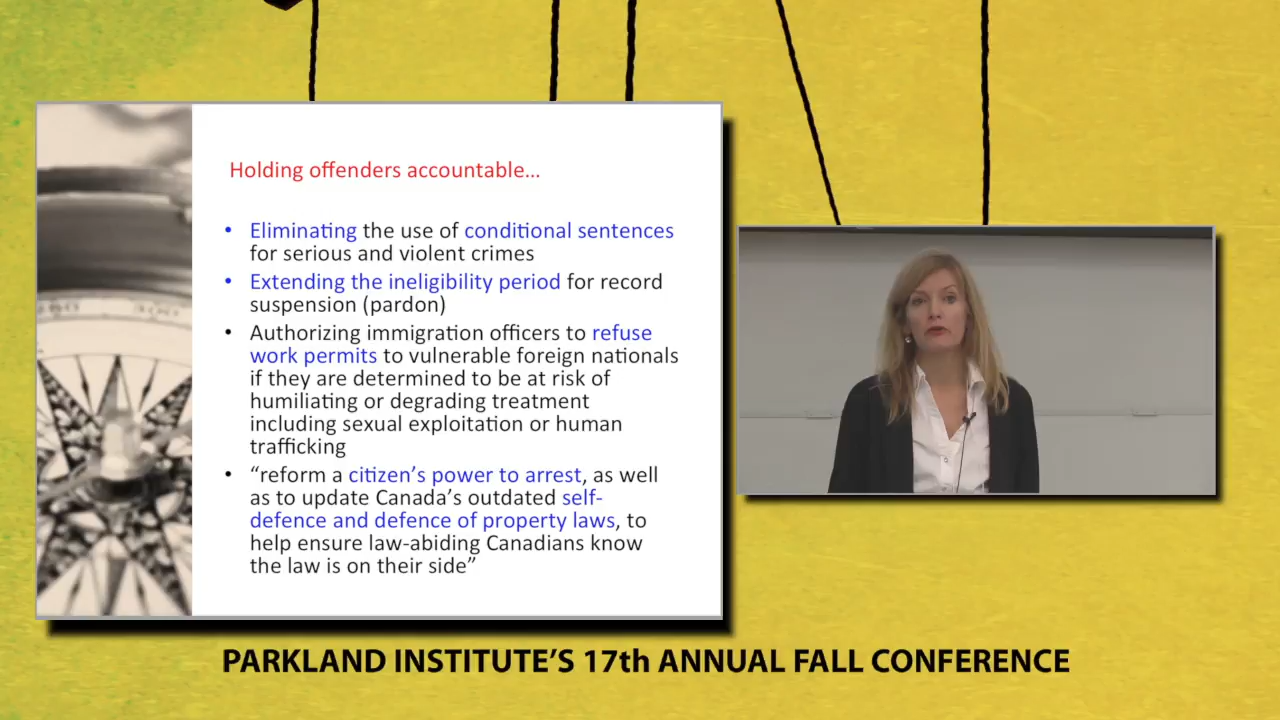 Holding offenders accountable…
• Eliminating the use of conditional sentences
for serious and violent crimes
• Extending the ineligibility period for record
suspension (pardon)
• Authorizing immigration officers to refuse
work permits to vulnerable foreign nationals
if they are determined to be at risk of
humiliating or degrading treatment
including sexual exploitation or human
trafficking
• “reform a citizen’s power to arrest, as well
as to update Canada’s outdated self-
defence and defence of property laws, to
help ensure law-abiding Canadians know
the law is on their side”
PARKLAND INSTITUTE’S 17th ANNUAL FALL CONFERENCE